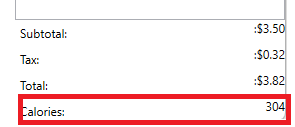 Subtotal: :$3.50
Tax: :$0.32
Total: :$3.82
Calories: 304